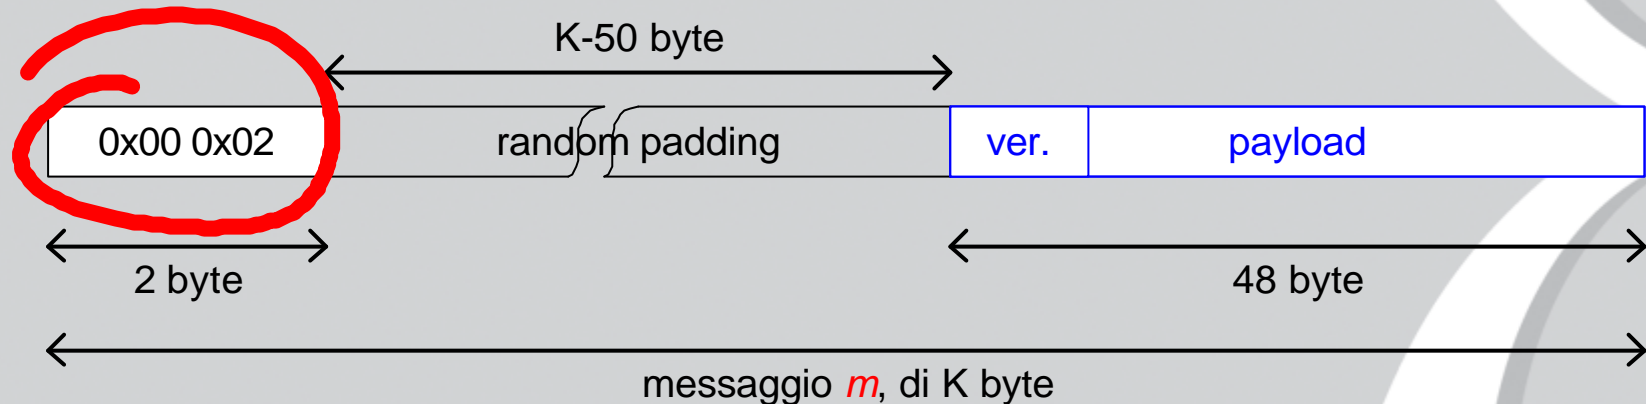 K-50 byte
0x00 0x02 random padding ver. payload
2 byte 48 byte
messaggio m, di K byte